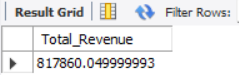 Result Grid Filter Rows:
Total_Revenue
817860.049999993